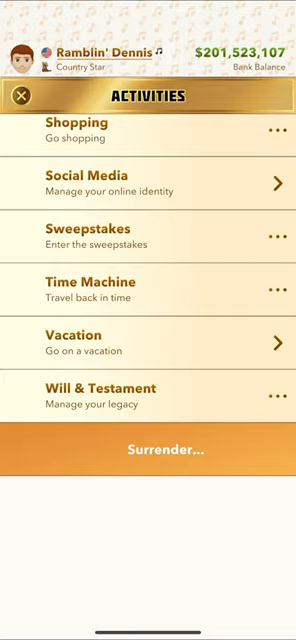 Ramblin' Dennis
$201,523,107
Country Star
Bank Balance
ACTIVITIES
Shopping
Go shopping
Social Media
Manage your online identity
Sweepstakes
Enter the sweepstakes
Time Machine
Travel back in time
Vacation
Go on a vacation
Will & Testament
Manage your legacy
Surrender...